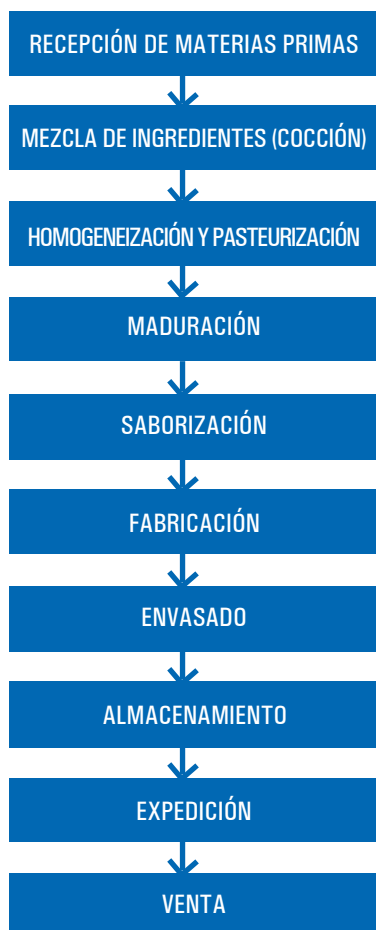 RECEPCIÓN DE MATERIAS PRIMAS
MEZCLA DE INGREDIENTES (COCCIÓN)
HOMOGENEIZACIÓN Y PASTEURIZACIÓN
MADURACIÓN
SABORIZACIÓN
FABRICACIÓN
ENVASADO
ALMACENAMIENTO
EXPEDICIÓN
VENTA